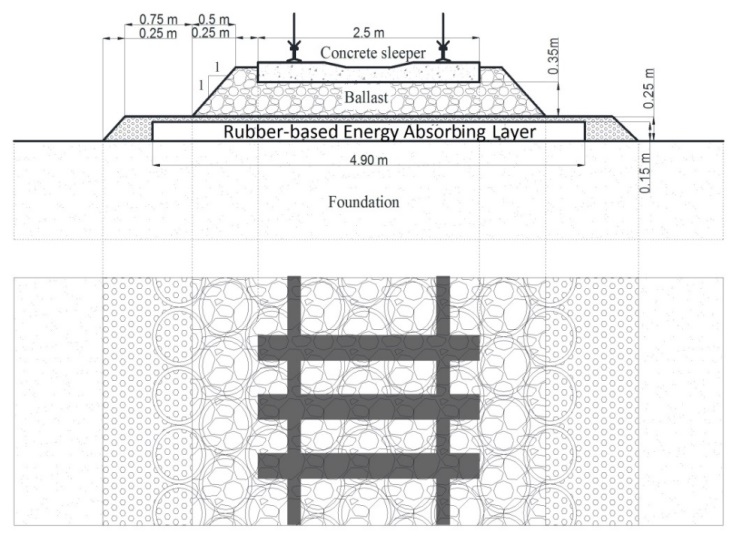 0.75 m 0.5 m
0.25 m 0.25 m
2.5 m
Concrete sleeper
1
1
0.35m
0.25 m
Ballast
Rubber-based Energy Absorbing Layer
4.90 m
0.15 m
Foundation